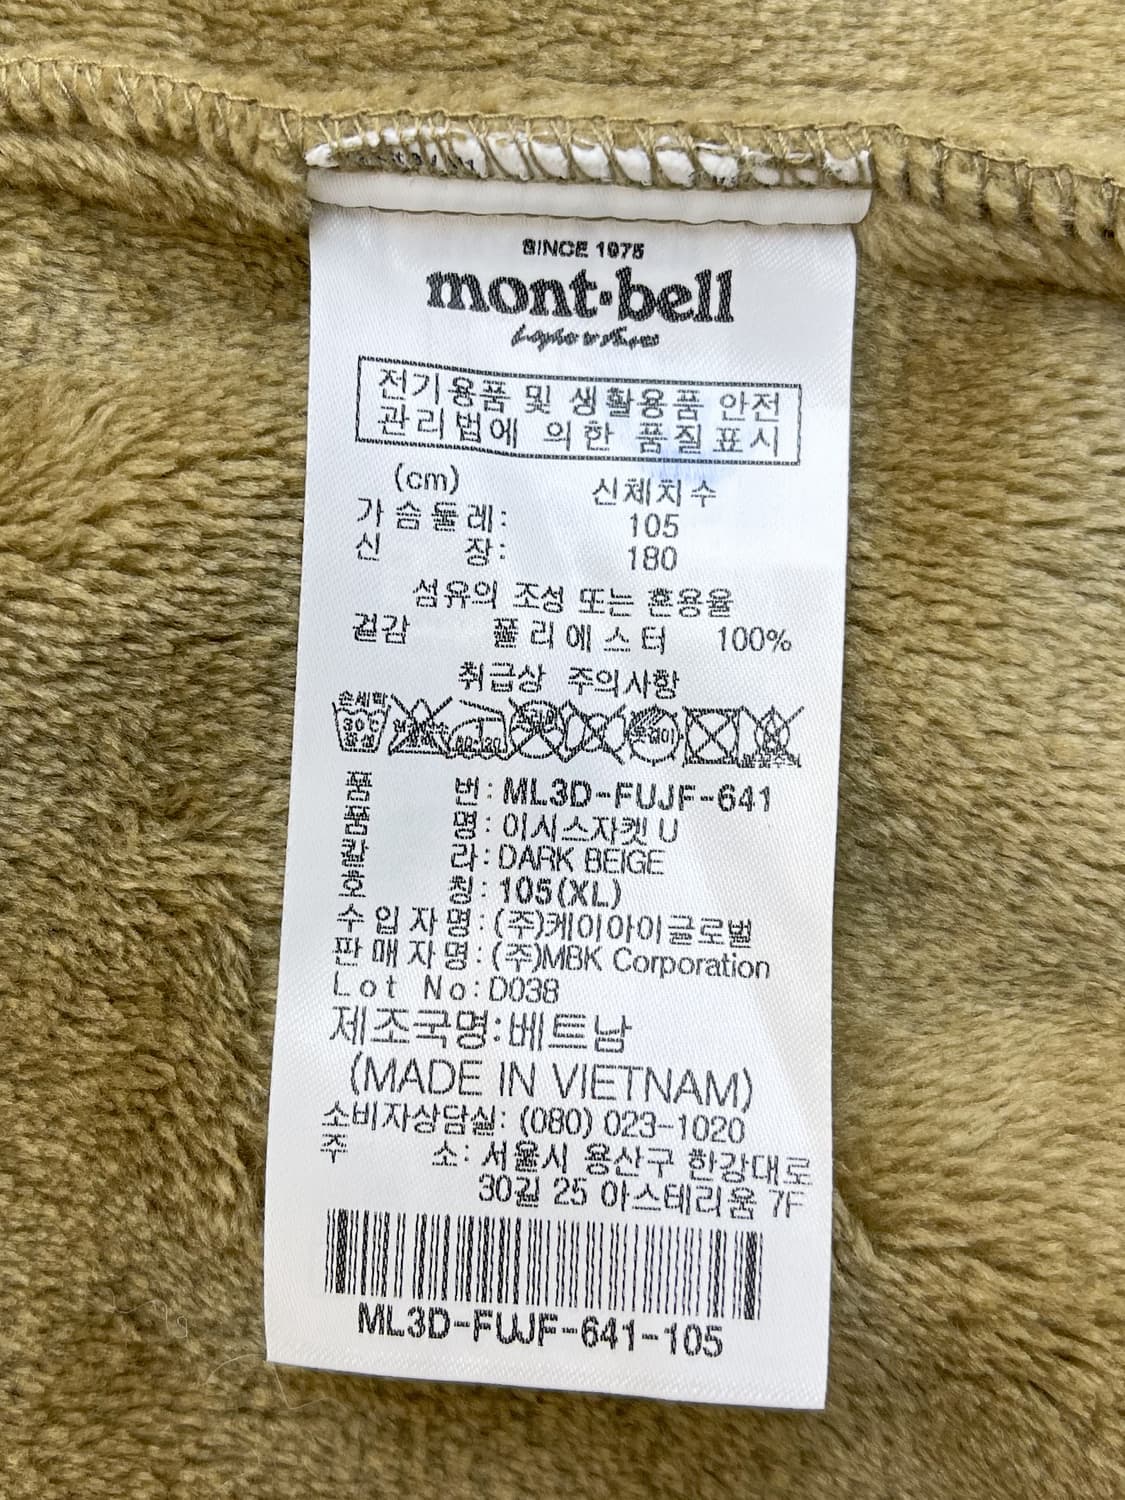 SINCE 1975
mont·bell
전기용품 및 생활용품 안전
관리법에 의한 품질표시
(cm) 신체치수
가슴둘레: 105
신 장: 180
섬유의 조성 또는 혼용율
겉감 폴리에스터 100%
취급상 주의사항
손세탁
30℃
중성
품 번: ML3D-FUJF-641
품 명: 이시스자켓 U
칼 라: DARK BEIGE
호 칭: 105(XL)
수입자명: (주)케이아이글로벌
판매자명: (주)MBK Corporation
Lot No: D038
제조국명: 베트남
(MADE IN VIETNAM)
소비자상담실: (080) 023-1020
주 소: 서울시 용산구 한강대로
30길 25 아스테리움 7F
ML3D-FUJF-641-105